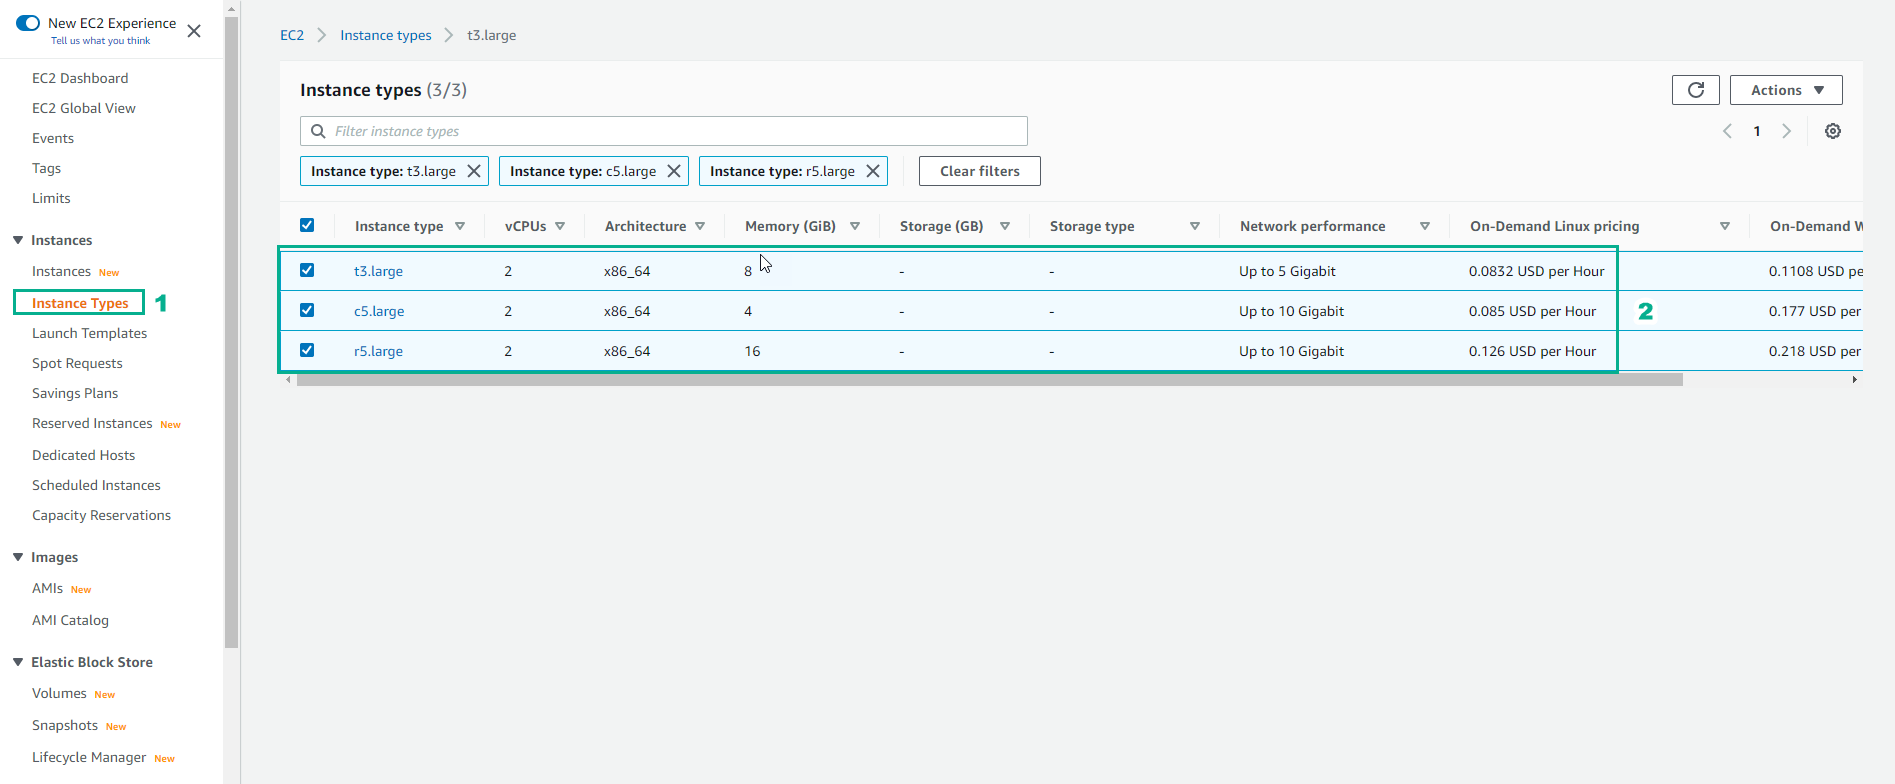 New EC2 Experience
Tell us what you think
EC2 Dashboard
EC2 Global View
Events
Tags
Limits
Instances
Instances New
Instance Types 1
Launch Templates
Spot Requests
Savings Plans
Reserved Instances New
Dedicated Hosts
Scheduled Instances
Capacity Reservations
Images
AMIs New
AMI Catalog
Elastic Block Store
Volumes New
Snapshots New
Lifecycle Manager New
EC2 Instance types t3.large
Instance types (3/3)
Actions
Filter instance types
1
Instance type: t3.large Instance type: c5.large Instance type: r5.large Clear filters
Instance type vCPUs Architecture Memory (GiB) Storage (GB) Storage type Network performance On-Demand Linux pricing On-Demand W
t3.large 2 x86_64 8 - - Up to 5 Gigabit 0.0832 USD per Hour 0.1108 USD pe
c5.large 2 x86_64 4 - - Up to 10 Gigabit 0.085 USD per Hour 2 0.177 USD per
r5.large 2 x86_64 16 - - Up to 10 Gigabit 0.126 USD per Hour 0.218 USD per